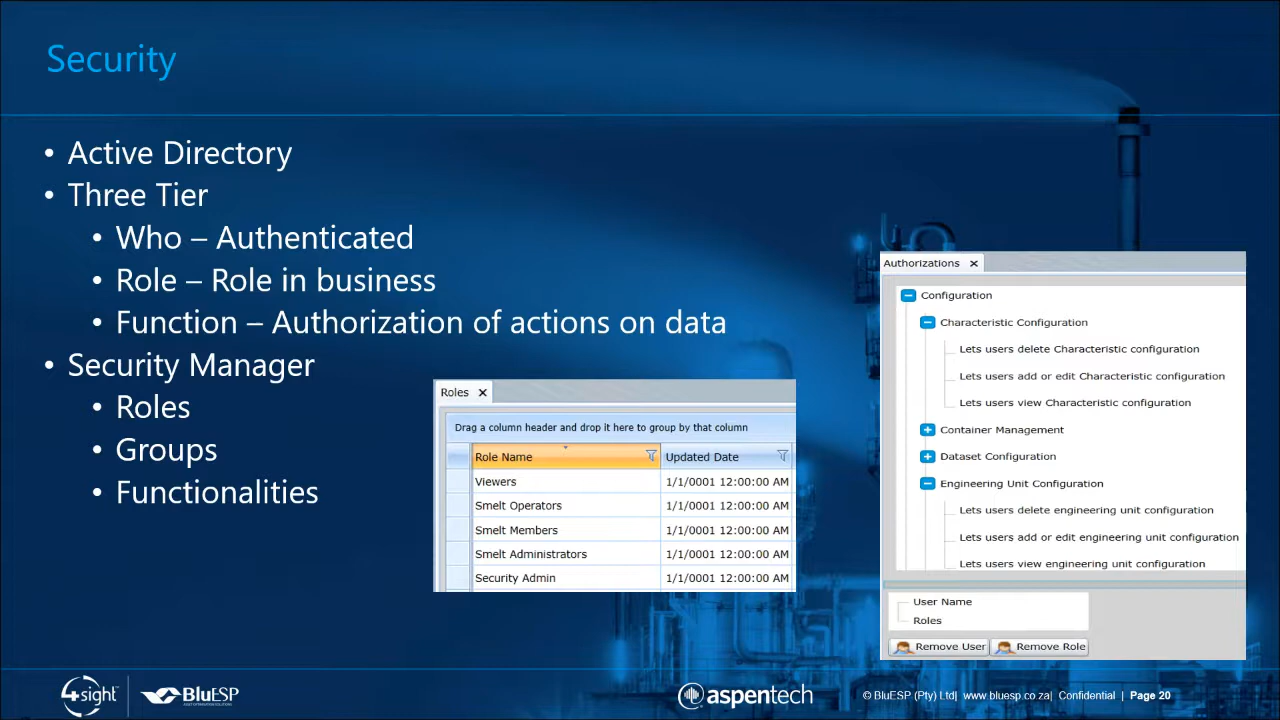 Security
• Active Directory
• Three Tier
• Who – Authenticated
• Role – Role in business
• Function – Authorization of actions on data
• Security Manager
• Roles
• Groups
• Functionalities
Roles
Drag a column header and drop it here to group by that column
Role Name Updated Date
Viewers 1/1/0001 12:00:00 AM
Smelt Operators 1/1/0001 12:00:00 AM
Smelt Members 1/1/0001 12:00:00 AM
Smelt Administrators 1/1/0001 12:00:00 AM
Security Admin 1/1/0001 12:00:00 AM
Authorizations
Configuration
Characteristic Configuration
Lets users delete Characteristic configuration
Lets users add or edit Characteristic configuration
Lets users view Characteristic configuration
Container Management
Dataset Configuration
Engineering Unit Configuration
Lets users delete engineering unit configuration
Lets users add or edit engineering unit configuration
Lets users view engineering unit configuration
User Name
Roles
Remove User Remove Role
4sight BluESP aspentech © BluESP (Pty) Ltd| www.bluesp.co.za| Confidential | Page 20